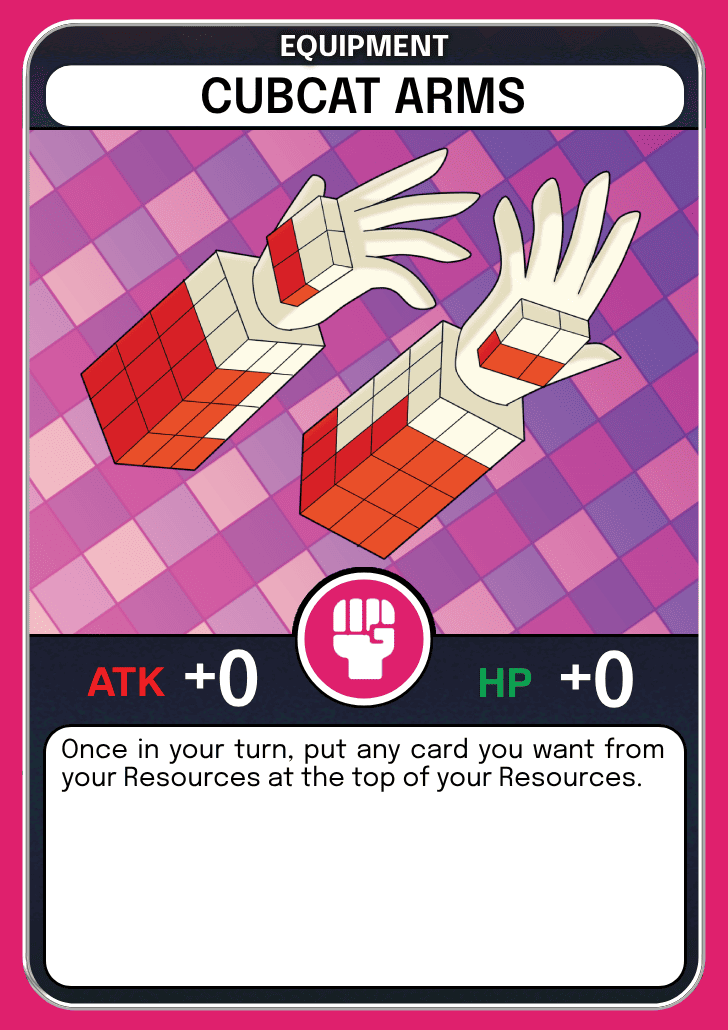 EQUIPMENT
CUBCAT ARMS
ATK +0 HP +0
Once in your turn, put any card you want from
your Resources at the top of your Resources.